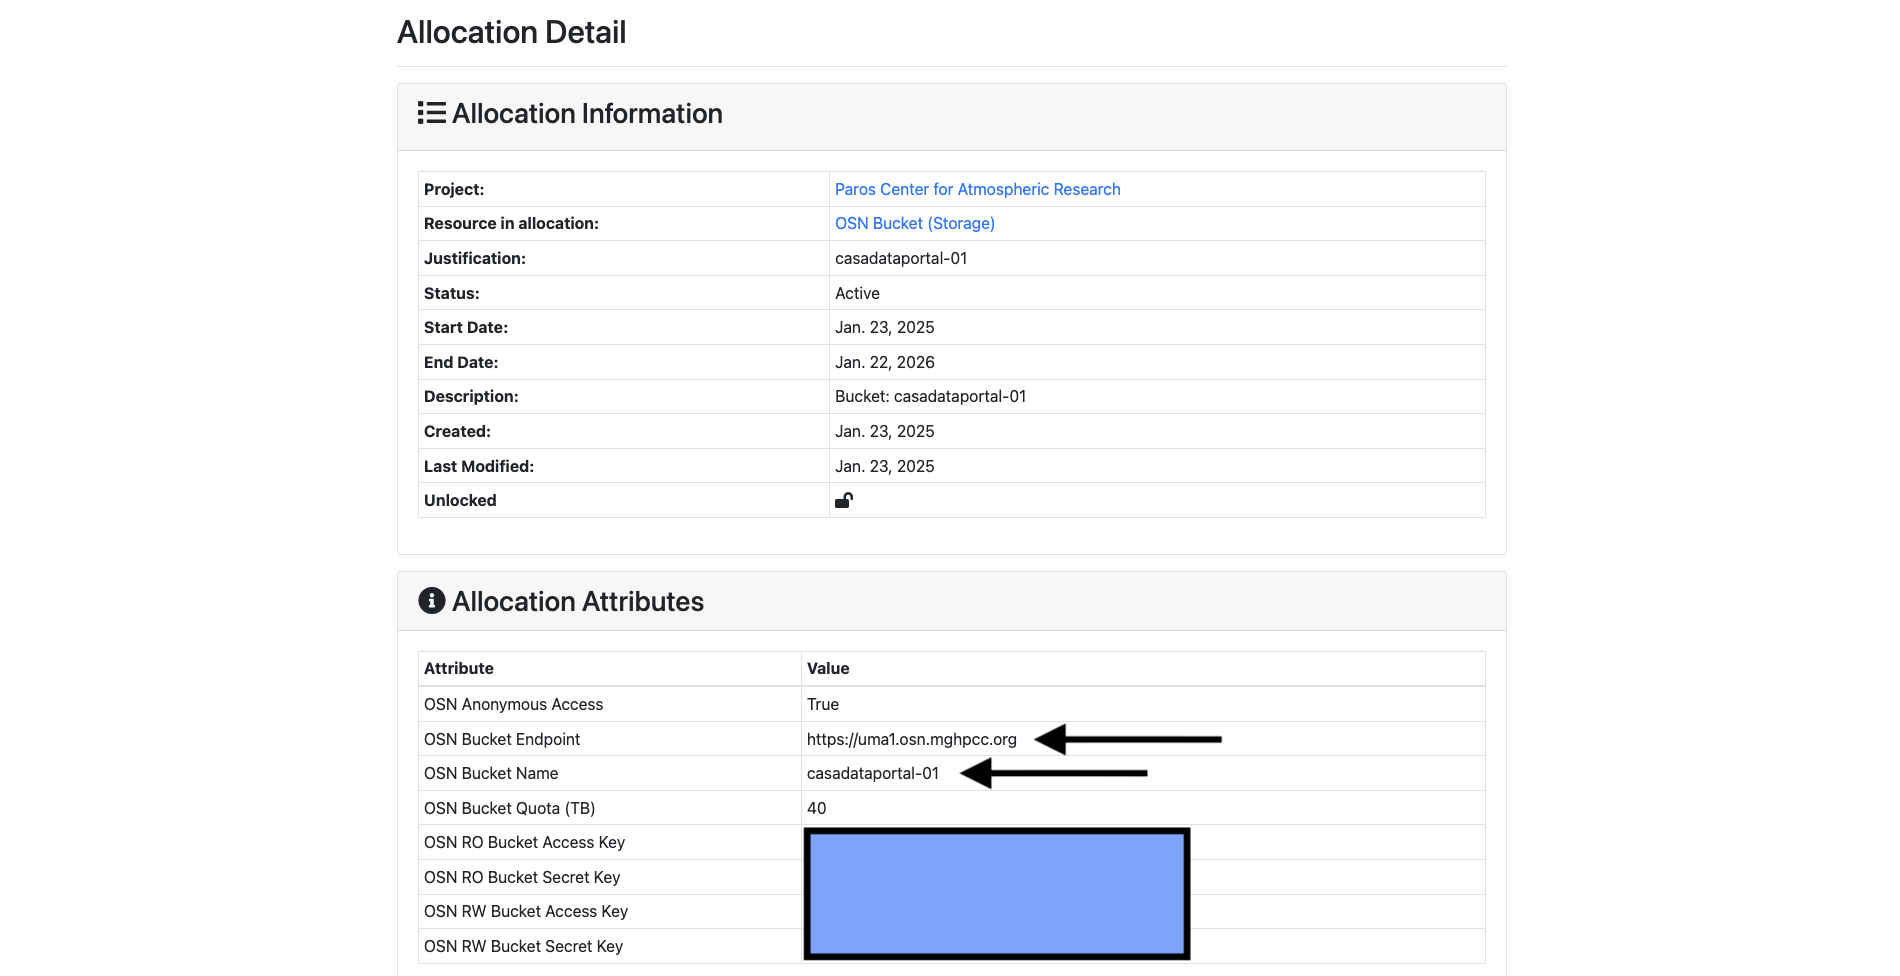 Allocation Detail
Allocation Information
Project: Paros Center for Atmospheric Research
Resource in allocation: OSN Bucket (Storage)
Justification: casadataportal-01
Status: Active
Start Date: Jan. 23, 2025
End Date: Jan. 22, 2026
Description: Bucket: casadataportal-01
Created: Jan. 23, 2025
Last Modified: Jan. 23, 2025
Unlocked
Allocation Attributes
Attribute Value
OSN Anonymous Access True
OSN Bucket Endpoint https://uma1.osn.mghpcc.org
OSN Bucket Name casadataportal-01
OSN Bucket Quota (TB) 40
OSN RO Bucket Access Key
OSN RO Bucket Secret Key
OSN RW Bucket Access Key
OSN RW Bucket Secret Key